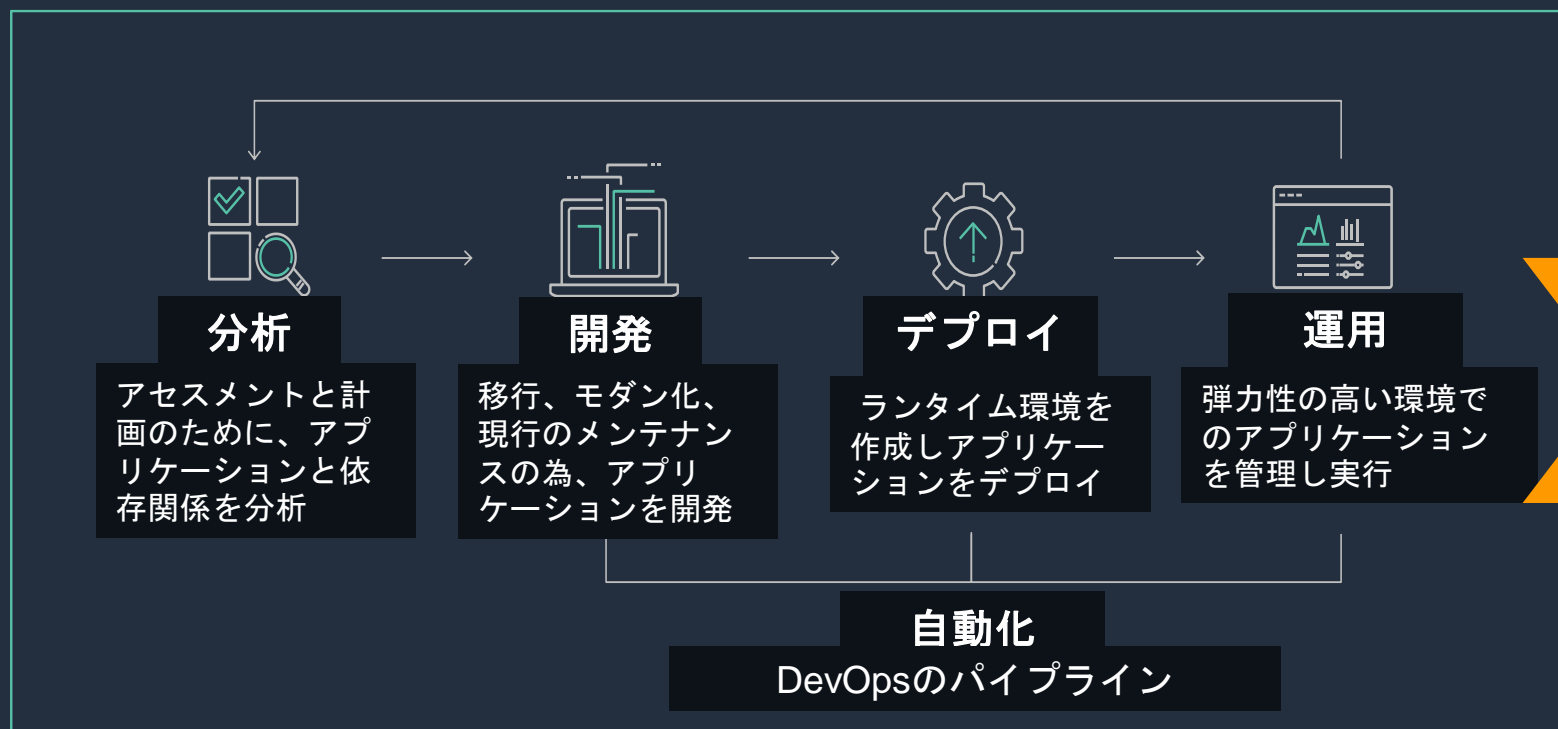 分析
アセスメントと計
画のために、アプ
リケーションと依
存関係を分析
開発
移行、モダン化、
現行のメンテナン
スの為、アプリ
ケーションを開発
デプロイ
ランタイム環境を
作成しアプリケー
ションをデプロイ
運用
弾力性の高い環境で
のアプリケーション
を管理し実行
自動化
DevOpsのパイプライン